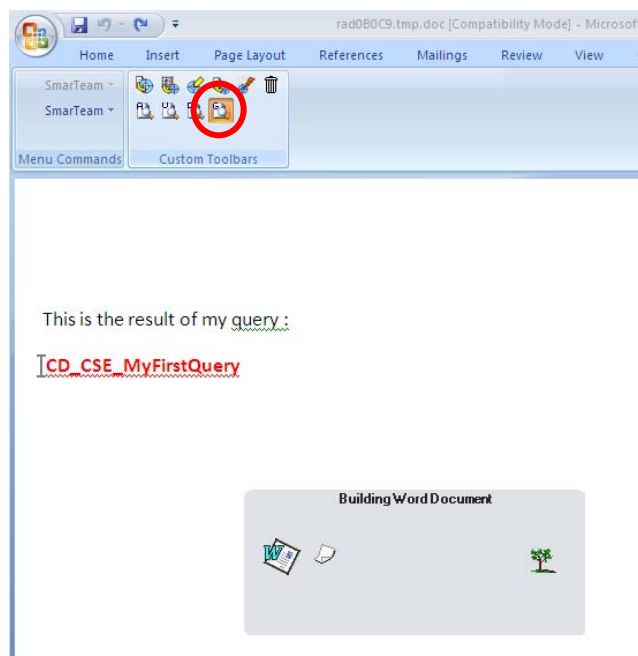 rad0B0C9.tmp.doc [Compatibility Mode] - Microsof
Home Insert Page Layout References Mailings Review View
SmarTeam
SmarTeam
Menu Commands Custom Toolbars
This is the result of my query :
CD_CSE_MyFirstQuery
Building Word Document
W